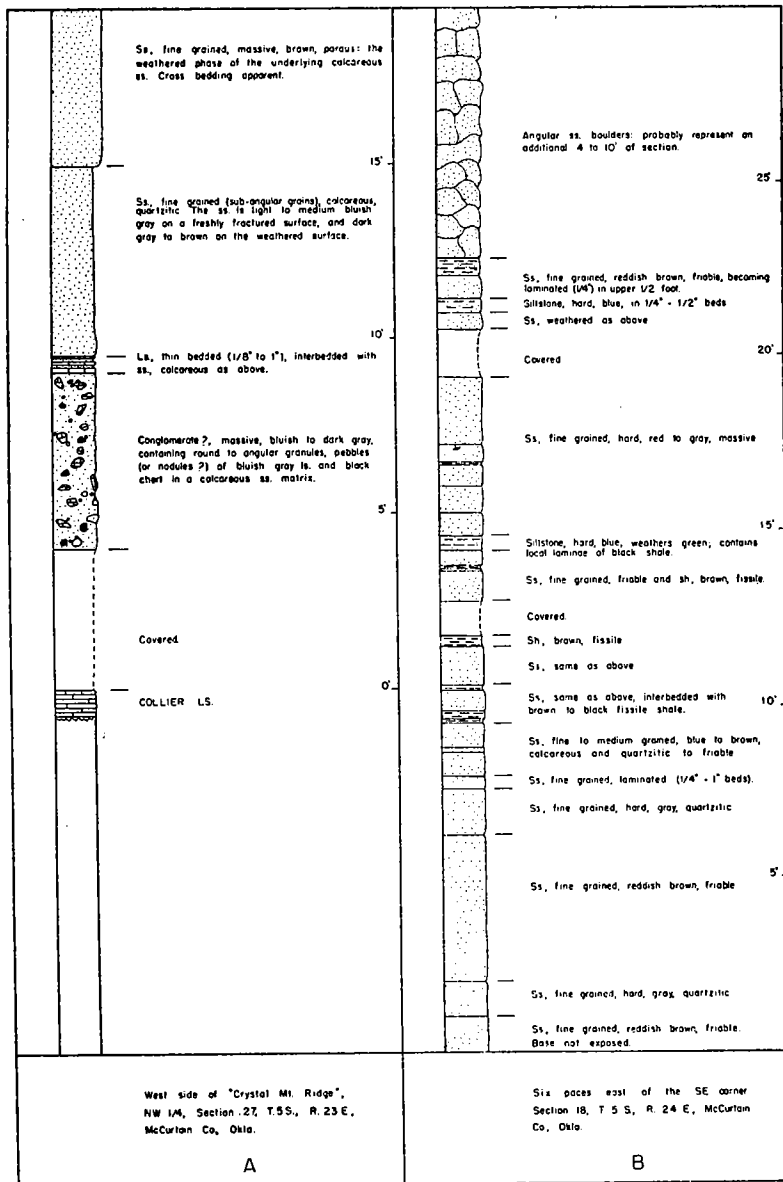 Ss, fine grained, massive, brown, porous: the
weathered phase of the underlying calcareous
ss. Cross bedding apparent.
15'
Ss, fine grained (sub-angular grains), calcareous,
quartzitic The ss. is light to medium bluish
gray on a freshly fractured surface, and dark
gray to brown on the weathered surface.
10'
Ls, thin bedded (1/8" to 1"), interbedded with
ss, calcareous as above.
Conglomerate ?, massive, bluish to dark gray,
containing round to angular granules, pebbles
(or nodules ?) of bluish gray ls. and black
chert in a calcareous ss. matrix.
5'
Covered
0'
COLLIER LS.
West side of "Crystal Mt. Ridge",
NW 1/4, Section 27, T.5 S., R. 23 E,
McCurtain Co, Okla.
A
Angular ss. boulders: probably represent an
additional 4 to 10' of section.
25'
Ss, fine grained, reddish brown, friable, becoming
laminated (1/4") in upper 1/2 foot.
Siltstone, hard, blue, in 1/4" - 1/2" beds
Ss, weathered as above
20'
Covered
Ss, fine grained, hard, red to gray, massive
15'
Siltstone, hard, blue, weathers green; contains
local laminae of black shale.
Ss, fine grained, friable and sh, brown, fissile.
Covered.
Sh, brown, fissile
Ss, same as above
10'
Ss, same as above, interbedded with
brown to black fissile shale.
Ss, fine to medium grained, blue to brown,
calcareous and quartzitic to friable
Ss, fine grained, laminated (1/4" - 1" beds).
Ss, fine grained, hard, gray, quartzitic
5'
Ss, fine grained, reddish brown, friable
Ss, fine grained, hard, gray, quartzitic
Ss, fine grained, reddish brown, friable.
Base not exposed.
Six paces east of the SE corner
Section 18, T 5 S, R. 24 E, McCurtain
Co, Okla.
B